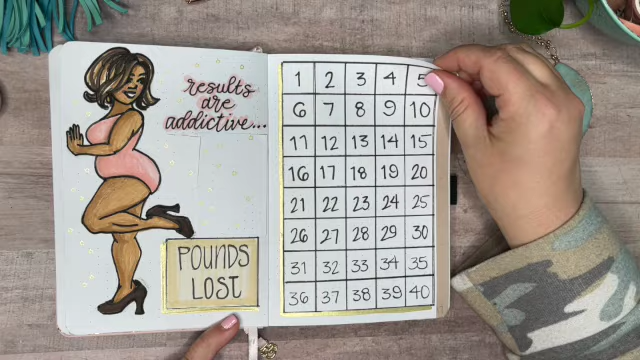 results
are
addictive...
POUNDS
LOST
1 2 3 4 5
6 7 8 9 10
11 12 13 14 15
16 17 18 19 20
21 22 23 24 25
26 27 28 29 30
31 32 33 34 35
36 37 38 39 40